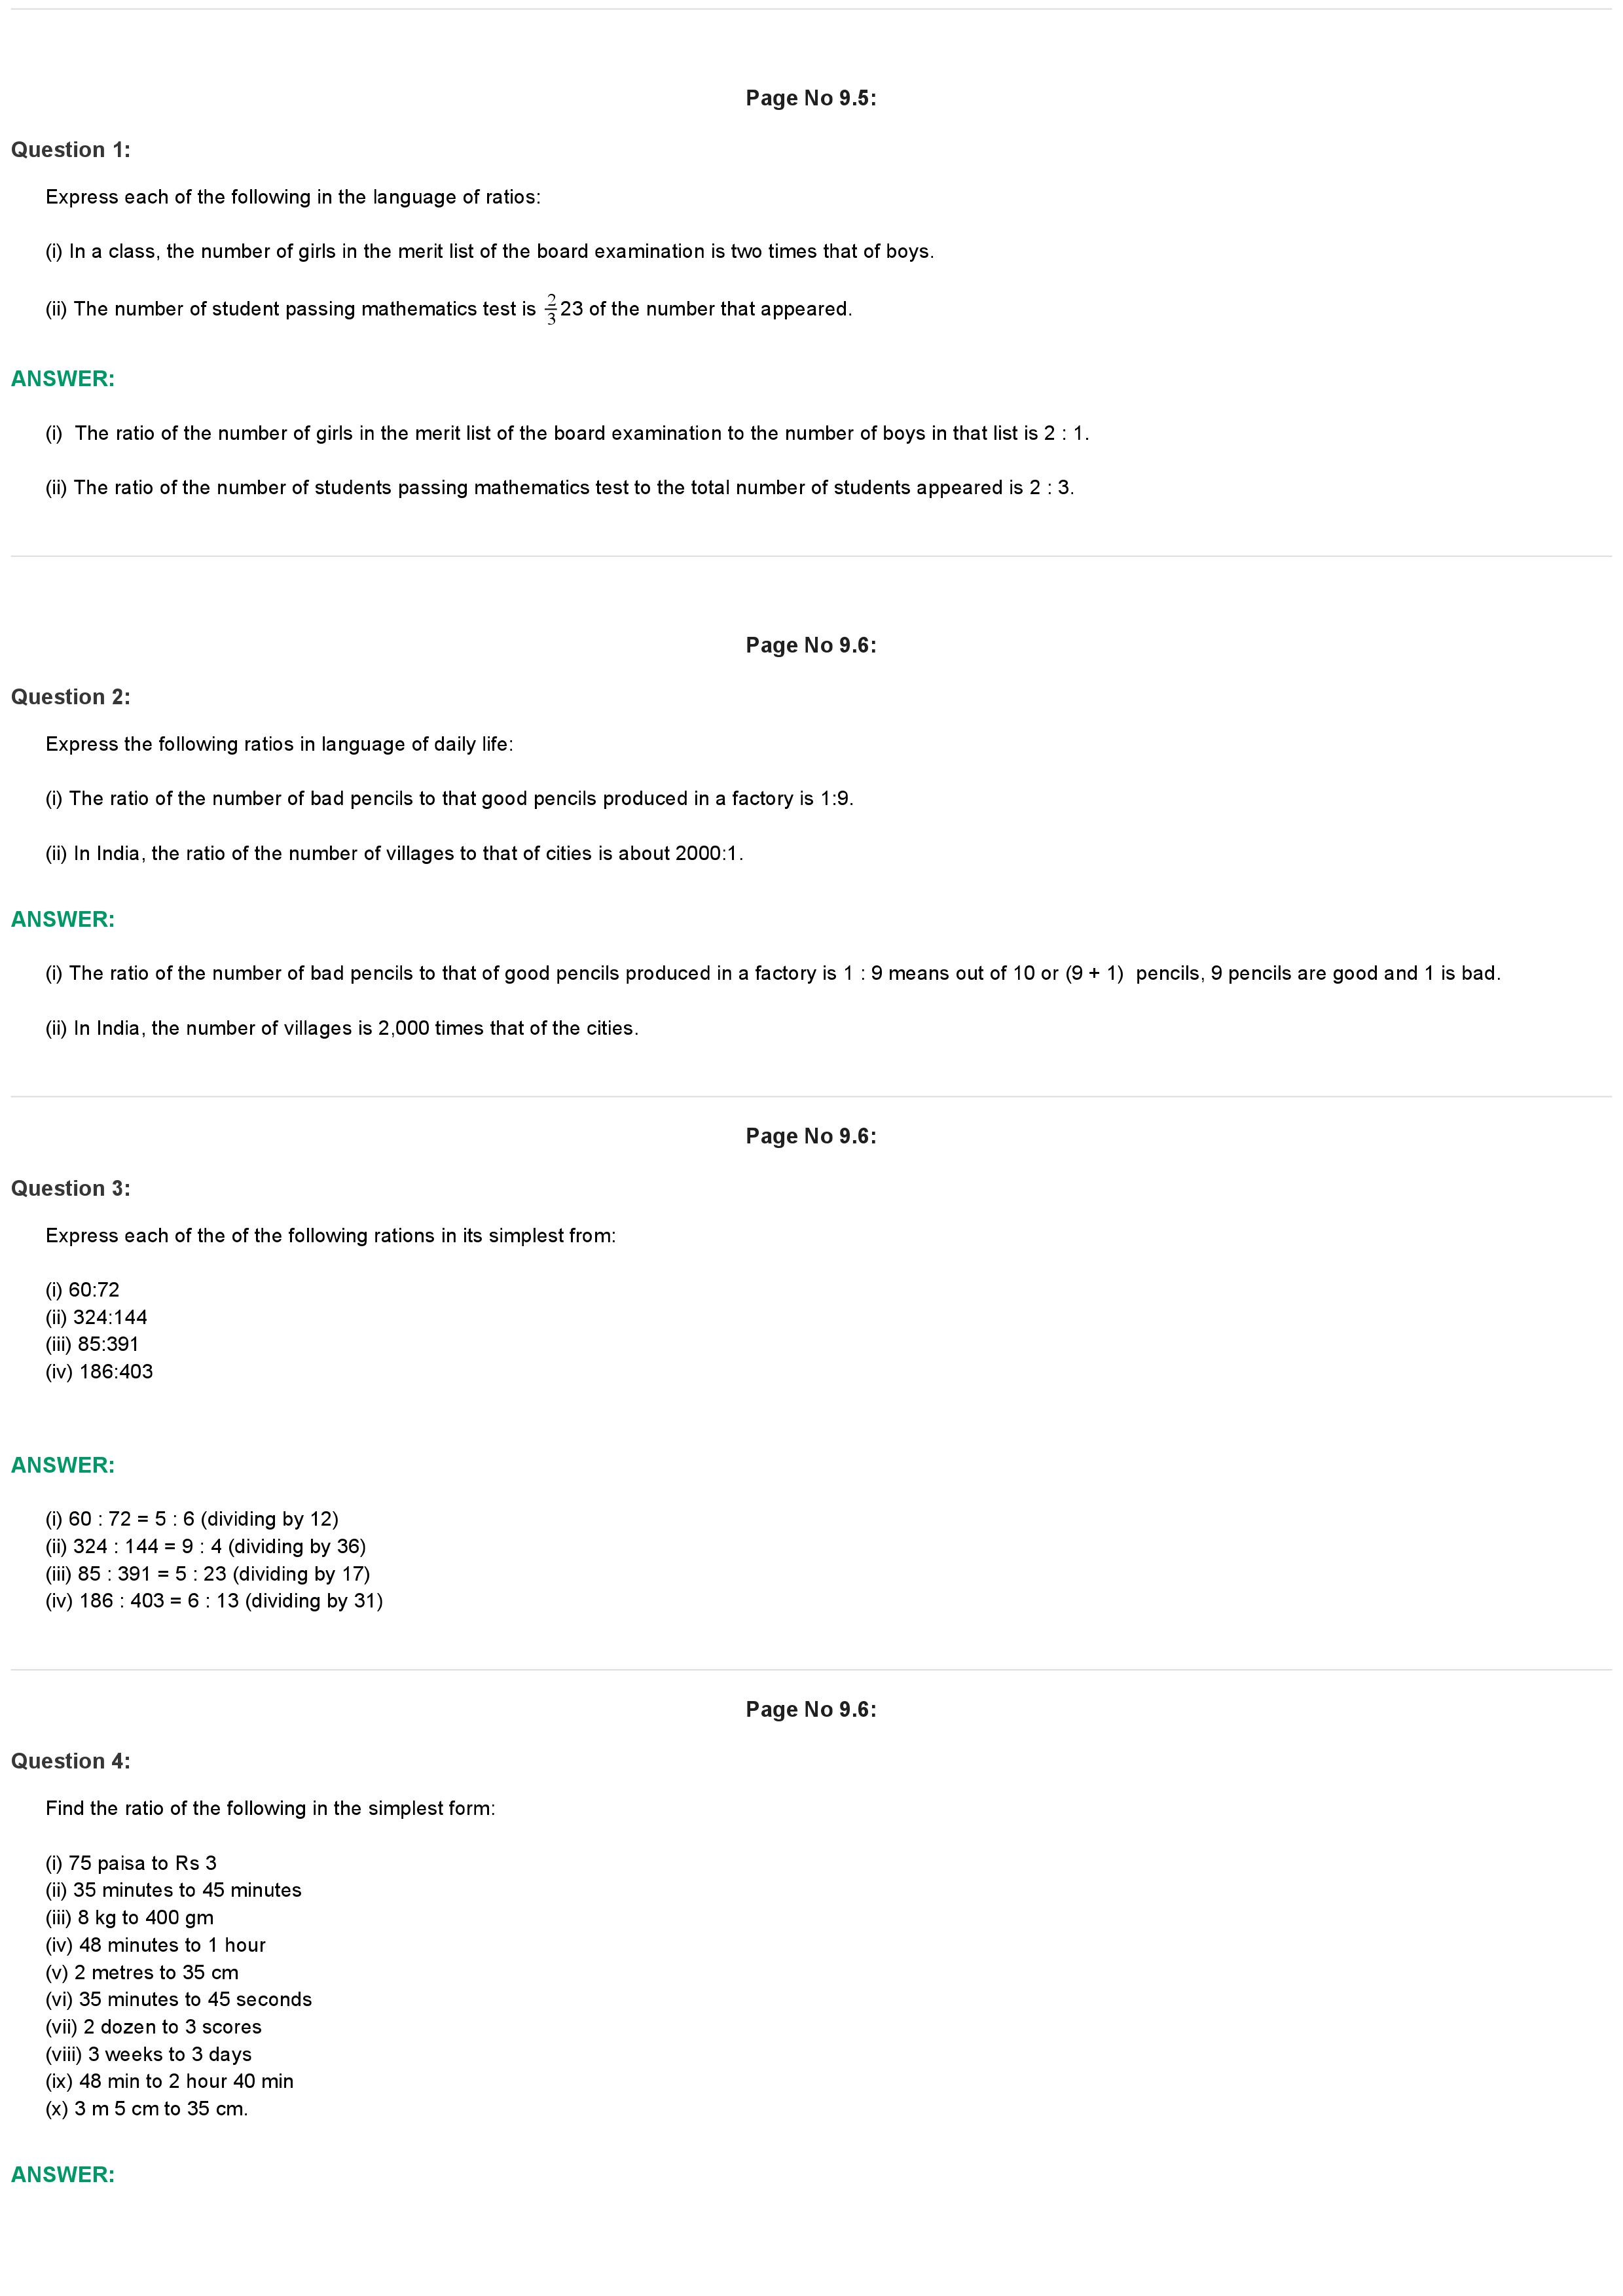 Page No 9.5:
Question 1:
Express each of the following in the language of ratios:
(i) In a class, the number of girls in the merit list of the board examination is two times that of boys.
(ii) The number of student passing mathematics test is 2/3 23 of the number that appeared.
ANSWER:
(i)  The ratio of the number of girls in the merit list of the board examination to the number of boys in that list is 2 : 1.
(ii) The ratio of the number of students passing mathematics test to the total number of students appeared is 2 : 3.
Page No 9.6:
Question 2:
Express the following ratios in language of daily life:
(i) The ratio of the number of bad pencils to that good pencils produced in a factory is 1:9.
(ii) In India, the ratio of the number of villages to that of cities is about 2000:1.
ANSWER:
(i) The ratio of the number of bad pencils to that of good pencils produced in a factory is 1 : 9 means out of 10 or (9 + 1)  pencils, 9 pencils are good and 1 is bad.
(ii) In India, the number of villages is 2,000 times that of the cities.
Page No 9.6:
Question 3:
Express each of the of the following rations in its simplest from:
(i) 60:72
(ii) 324:144
(iii) 85:391
(iv) 186:403
ANSWER:
(i) 60 : 72 = 5 : 6 (dividing by 12)
(ii) 324 : 144 = 9 : 4 (dividing by 36)
(iii) 85 : 391 = 5 : 23 (dividing by 17)
(iv) 186 : 403 = 6 : 13 (dividing by 31)
Page No 9.6:
Question 4:
Find the ratio of the following in the simplest form:
(i) 75 paisa to Rs 3
(ii) 35 minutes to 45 minutes
(iii) 8 kg to 400 gm
(iv) 48 minutes to 1 hour
(v) 2 metres to 35 cm
(vi) 35 minutes to 45 seconds
(vii) 2 dozen to 3 scores
(viii) 3 weeks to 3 days
(ix) 48 min to 2 hour 40 min
(x) 3 m 5 cm to 35 cm.
ANSWER: